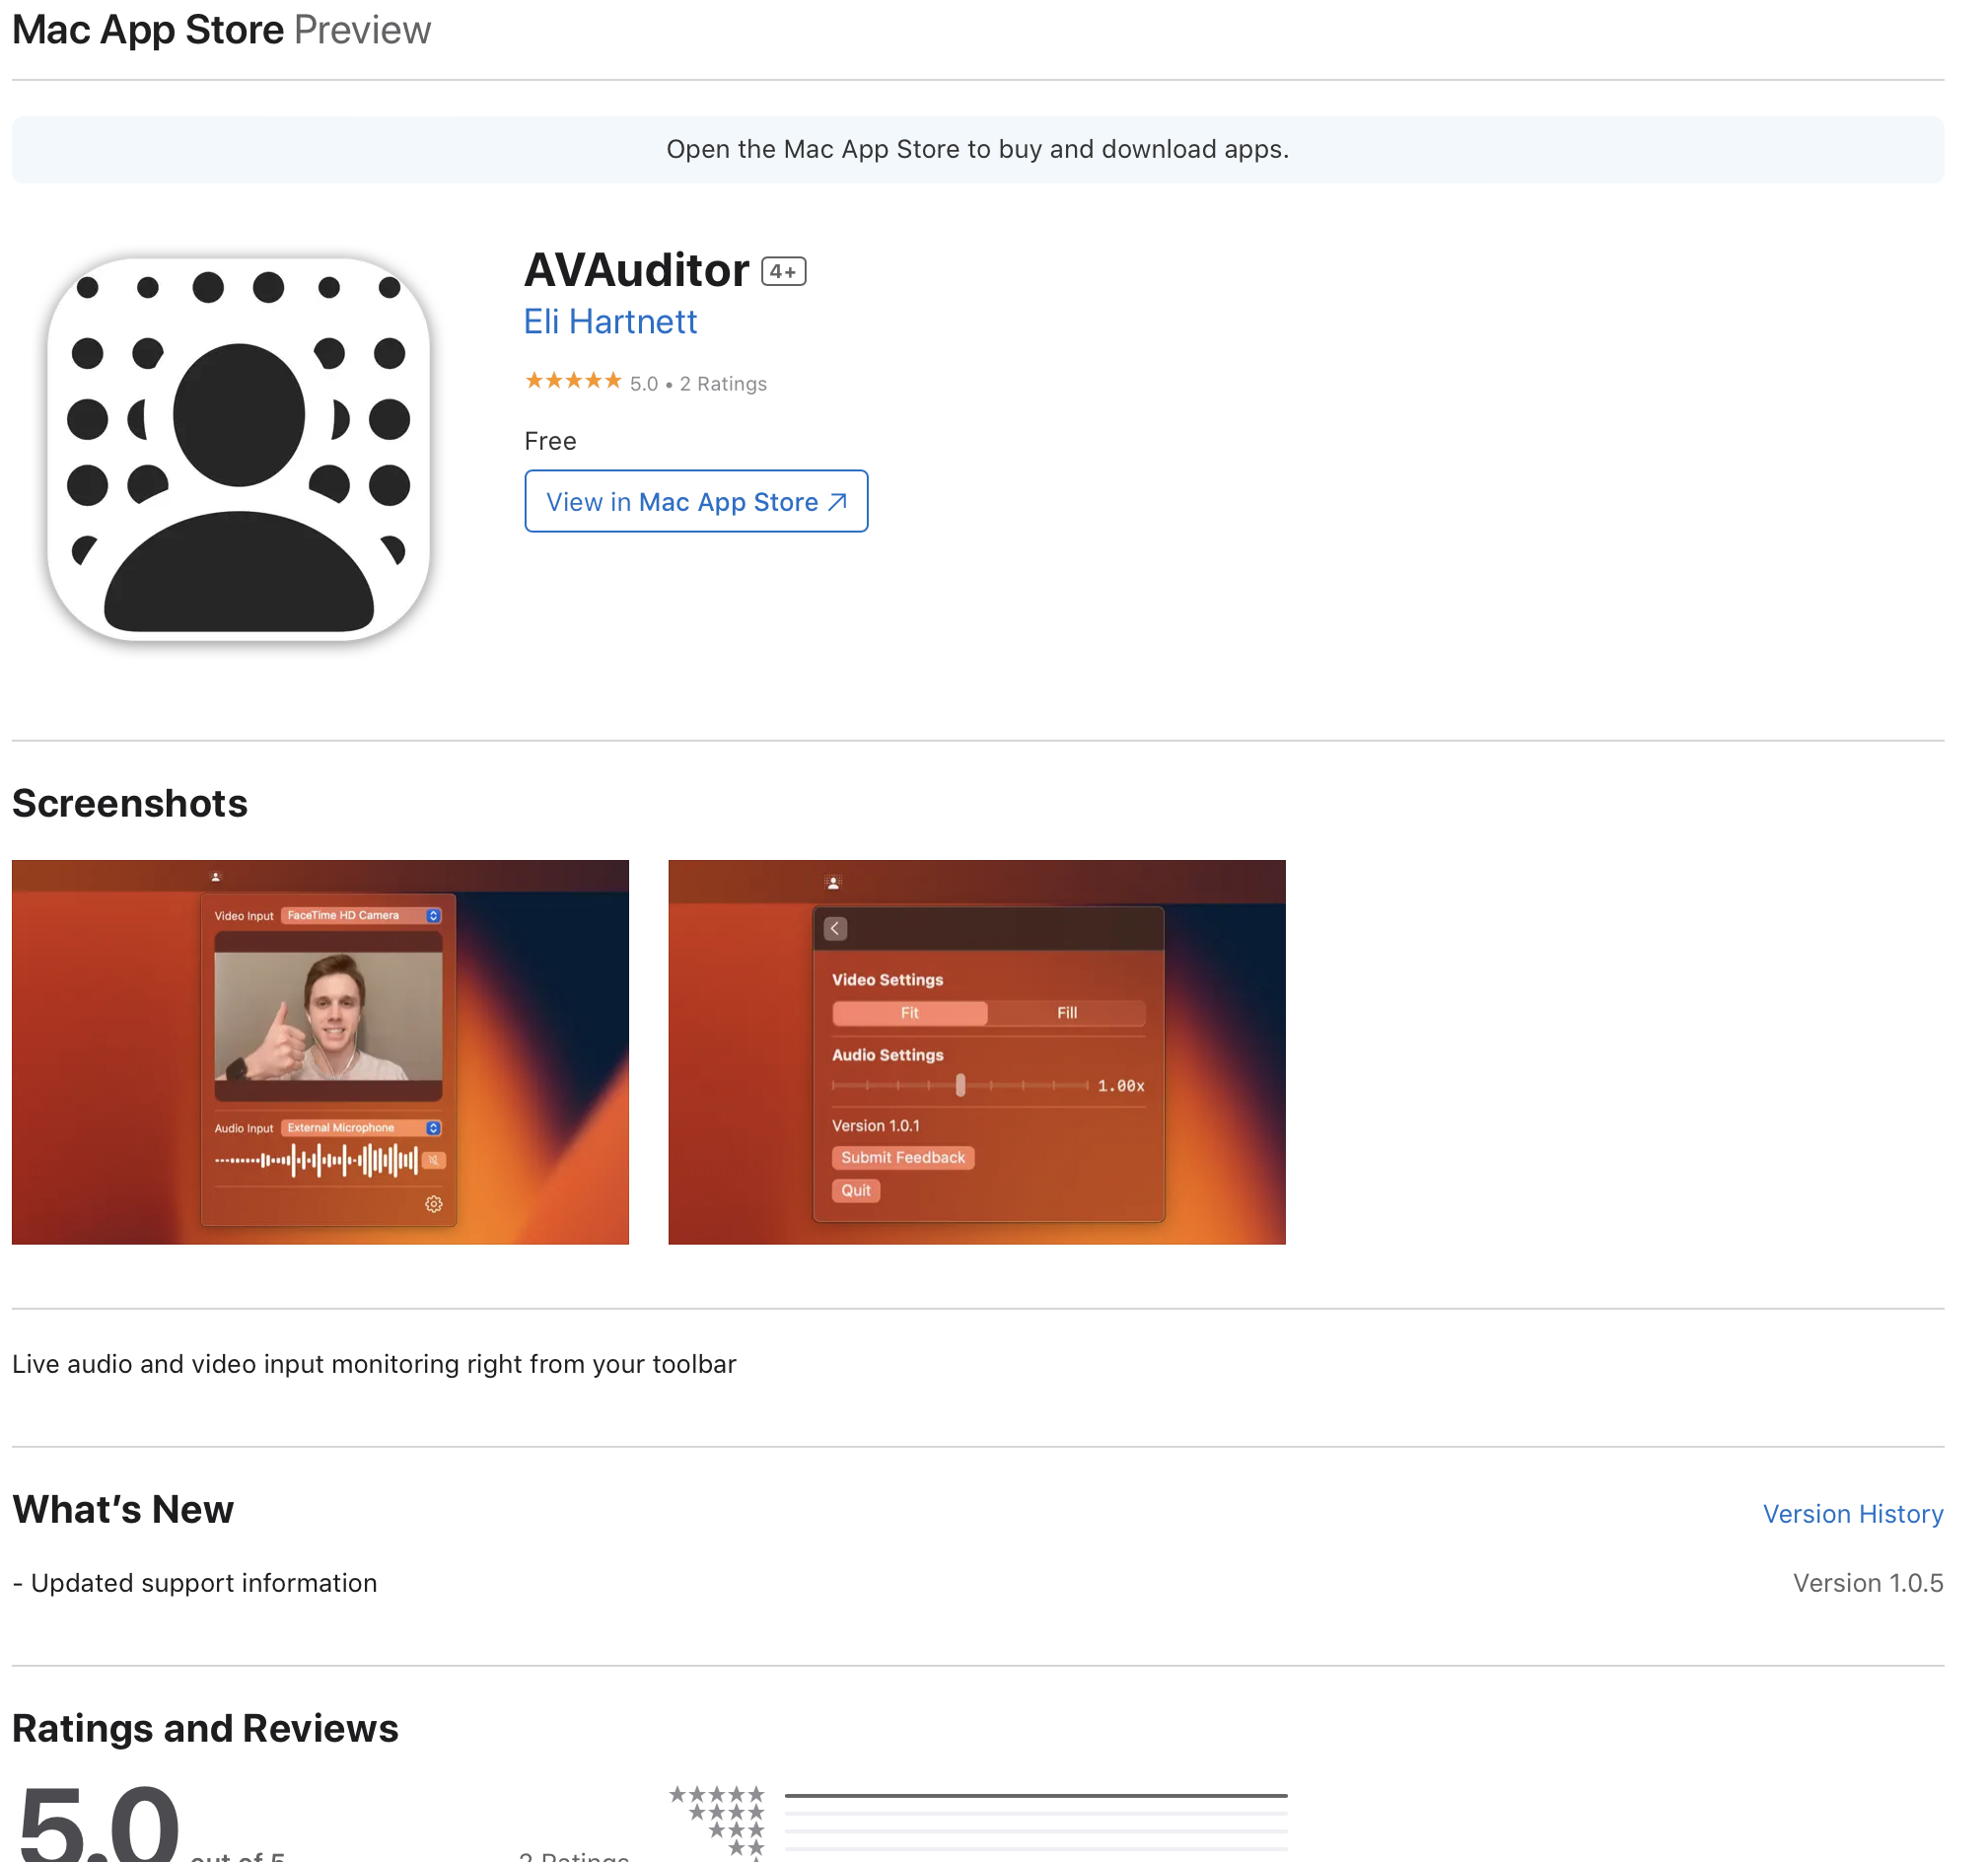 Mac App Store Preview
Open the Mac App Store to buy and download apps.
AVAuditor 4+
Eli Hartnett
★★★★★ 5.0 • 2 Ratings
Free
View in Mac App Store ↗
Screenshots
Video Input FaceTime HD Camera
Audio Input External Microphone
Video Settings
Fit Fill
Audio Settings
1.00x
Version 1.0.1
Submit Feedback
Quit
Live audio and video input monitoring right from your toolbar
What’s New
Version History
- Updated support information
Version 1.0.5
Ratings and Reviews
5.0 out of 5
2 Ratings